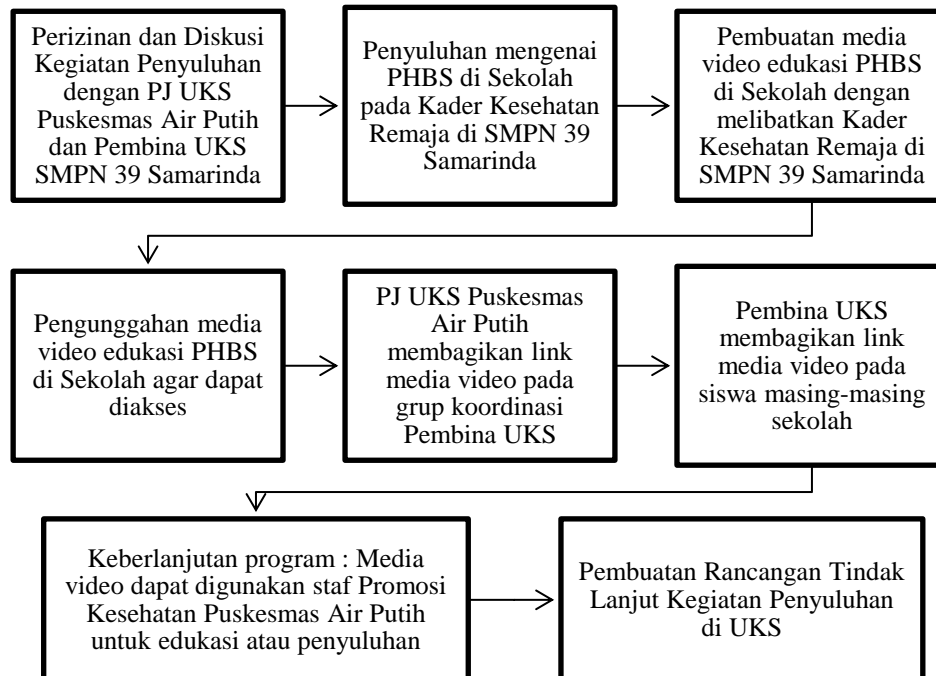 Perizinan dan Diskusi
Kegiatan Penyuluhan
dengan PJ UKS
Puskesmas Air Putih
dan Pembina UKS
SMPN 39 Samarinda
Penyuluhan mengenai
PHBS di Sekolah
pada Kader Kesehatan
Remaja di SMPN 39
Samarinda
Pembuatan media
video edukasi PHBS
di Sekolah dengan
melibatkan Kader
Kesehatan Remaja di
SMPN 39 Samarinda
Pengunggahan media
video edukasi PHBS
di Sekolah agar dapat
diakses
PJ UKS Puskesmas
Air Putih
membagikan link
media video pada
grup koordinasi
Pembina UKS
Pembina UKS
membagikan link
media video pada
siswa masing-masing
sekolah
Keberlanjutan program : Media
video dapat digunakan staf Promosi
Kesehatan Puskesmas Air Putih
untuk edukasi atau penyuluhan
Pembuatan Rancangan Tindak
Lanjut Kegiatan Penyuluhan
di UKS